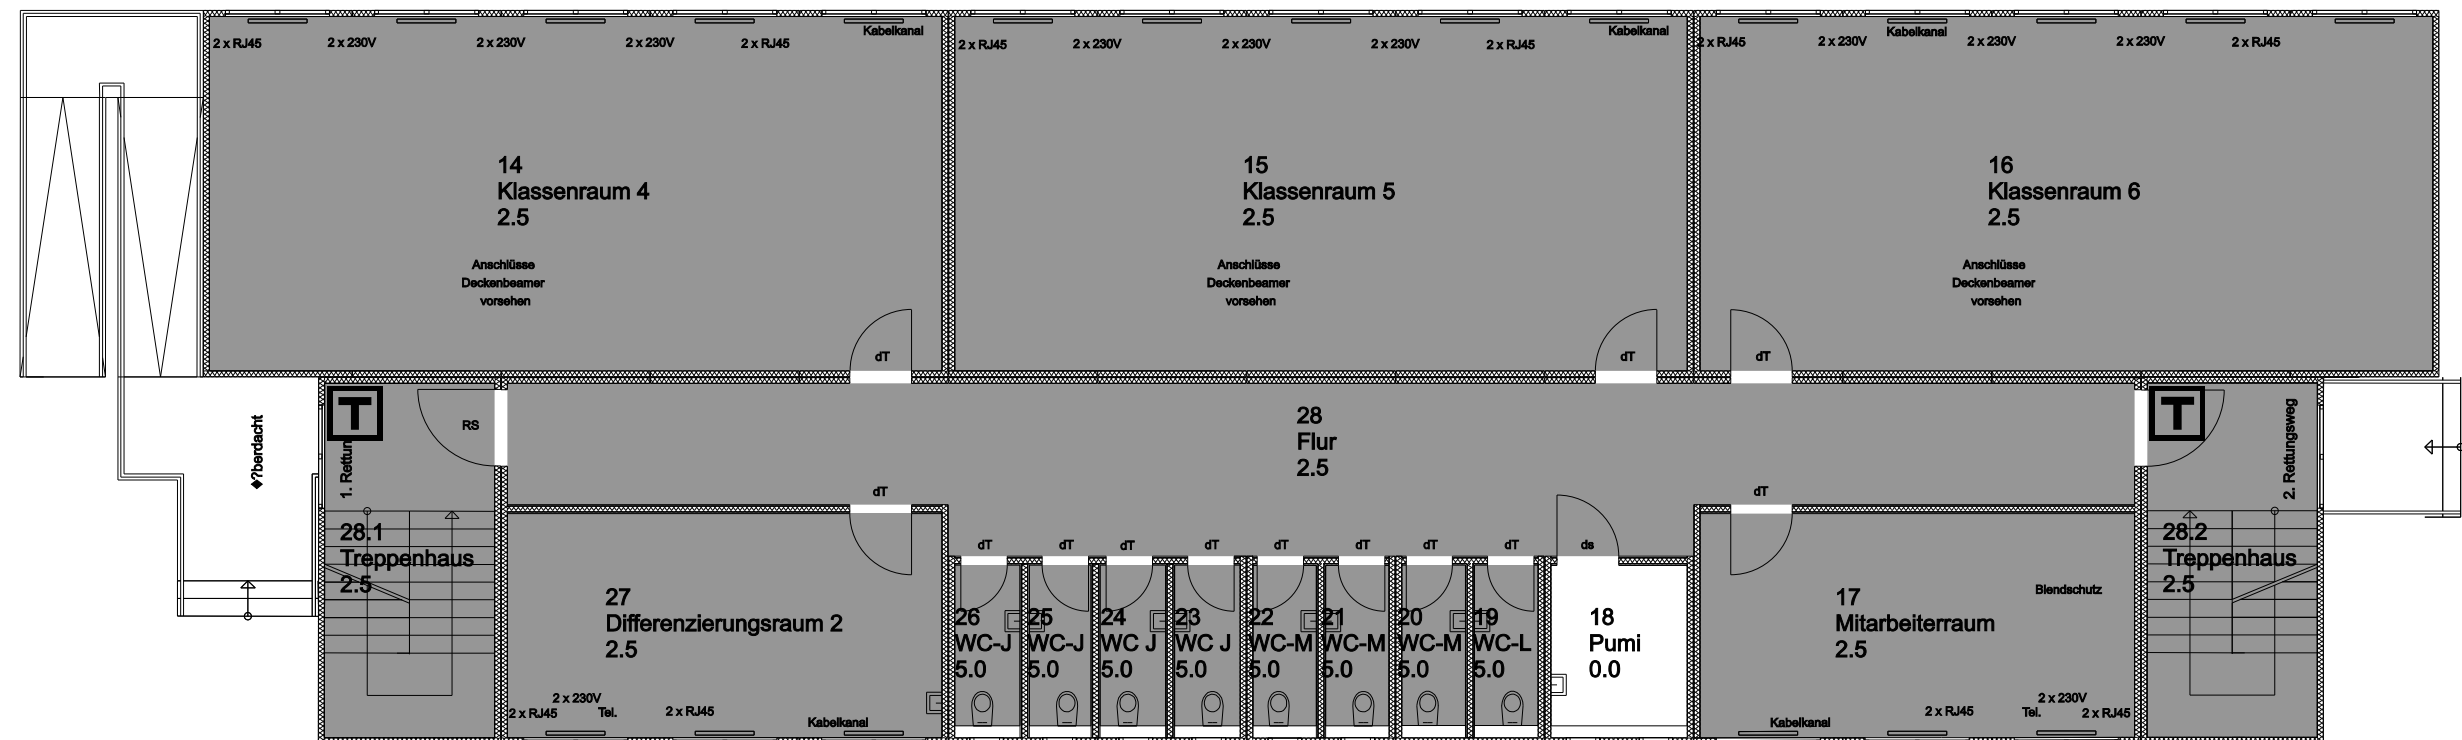 Kabelkanal
Kabelkanal
Kabelkanal
2 x RJ45
2 x 230V
2 x 230V
2 x 230V
2 x RJ45
2 x RJ45
2 x 230V
2 x 230V
2 x 230V
2 x RJ45
2 x RJ45
2 x 230V
2 x 230V
2 x 230V
2 x RJ45
14
Klassenraum 4
2.5
15
Klassenraum 5
2.5
16
Klassenraum 6
2.5
Anschlüsse
Deckenbeamer
vorsehen
Anschlüsse
Deckenbeamer
vorsehen
Anschlüsse
Deckenbeamer
vorsehen
dT
dT
dT
T
T
RS
�?berdacht
1. Rettun
2. Rettungsweg
28
Flur
2.5
dT
dT
28.1
Treppenhaus
2.5
28.2
Treppenhaus
2.5
dT
dT
dT
dT
dT
dT
dT
dT
ds
27
Differenzierungsraum 2
2.5
26
WC-J
5.0
25
WC-J
5.0
24
WC J
5.0
23
WC J
5.0
22
WC-M
5.0
21
WC-M
5.0
20
WC-M
5.0
19
WC-L
5.0
18
Pumi
0.0
17
Mitarbeiterraum
2.5
Blendschutz
2 x 230V
2 x RJ45
Tel.
2 x RJ45
Kabelkanal
Kabelkanal
2 x RJ45
2 x 230V
Tel.
2 x RJ45